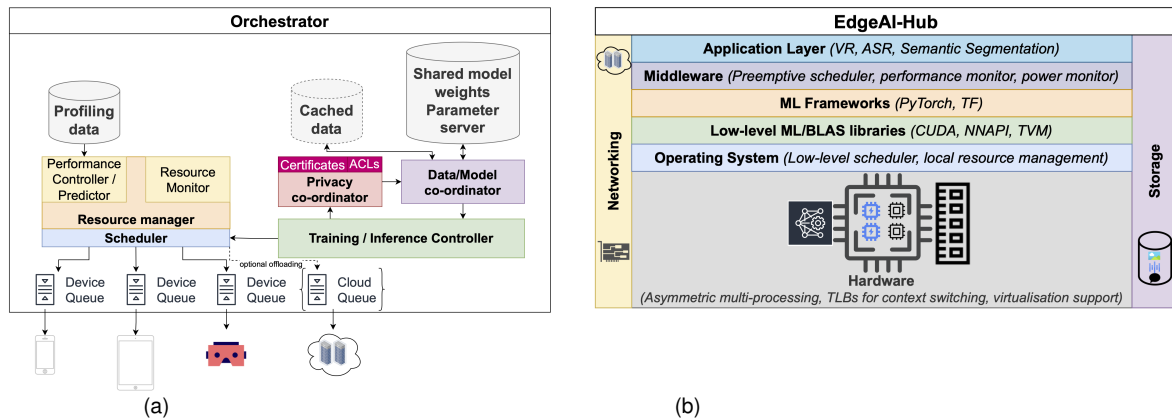 Orchestrator
Profiling
data
Cached
data
Shared model
weights
Parameter
server
Performance
Controller /
Predictor
Resource
Monitor
Resource manager
Scheduler
Certificates ACLs
Privacy
co-ordinator
Data/Model
co-ordinator
Training / Inference Controller
optional offloading
Device
Queue
Device
Queue
Device
Queue
Cloud
Queue
(a)
EdgeAI-Hub
Networking
Application Layer (VR, ASR, Semantic Segmentation)
Middleware (Preemptive scheduler, performance monitor, power monitor)
ML Frameworks (PyTorch, TF)
Low-level ML/BLAS libraries (CUDA, NNAPI, TVM)
Operating System (Low-level scheduler, local resource management)
Hardware
(Asymmetric multi-processing, TLBs for context switching, virtualisation support)
Storage
(b)